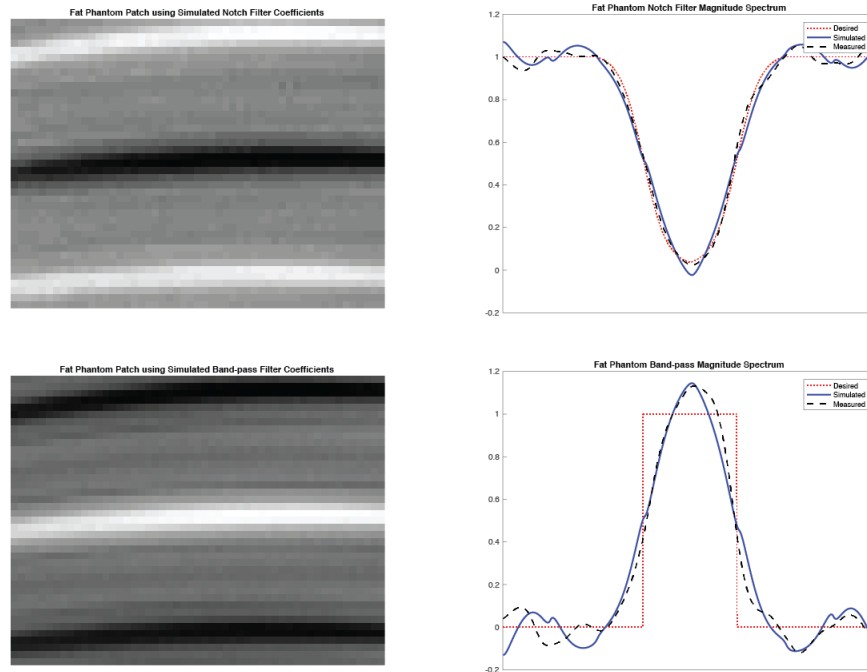 Fat Phantom Patch using Simulated Notch Filter Coefficients
Fat Phantom Notch Filter Magnitude Spectrum
1.2
1
0.8
0.6
0.4
0.2
0
-0.2
Desired
Simulated
Measured
Fat Phantom Patch using Simulated Band-pass Filter Coefficients
Fat Phantom Band-pass Magnitude Spectrum
1.2
1
0.8
0.6
0.4
0.2
0
-0.2
Desired
Simulated
Measured